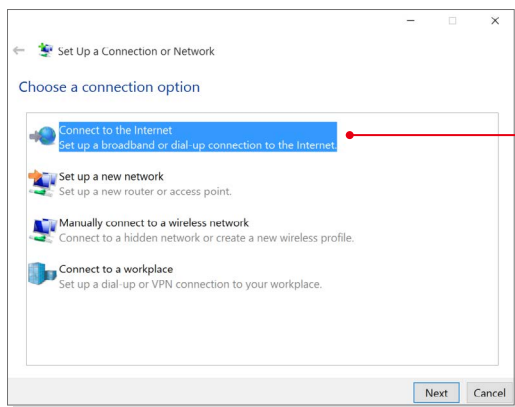 Set Up a Connection or Network
Choose a connection option
Connect to the Internet
Set up a broadband or dial-up connection to the Internet.
Set up a new network
Set up a new router or access point.
Manually connect to a wireless network
Connect to a hidden network or create a new wireless profile.
Connect to a workplace
Set up a dial-up or VPN connection to your workplace.
Next Cancel